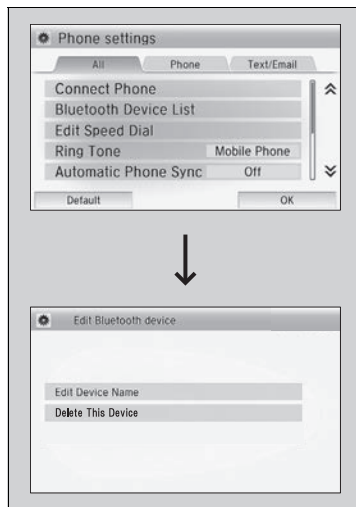 Phone settings
All Phone Text/Email
Connect Phone
Bluetooth Device List
Edit Speed Dial
Ring Tone Mobile Phone
Automatic Phone Sync Off
Default OK
Edit Bluetooth device
Edit Device Name
Delete This Device